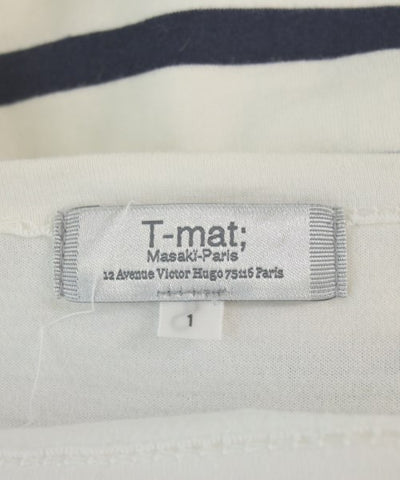 T-mat;
Masaki-Paris
12 Avenue Victor Hugo 75116 Paris
1